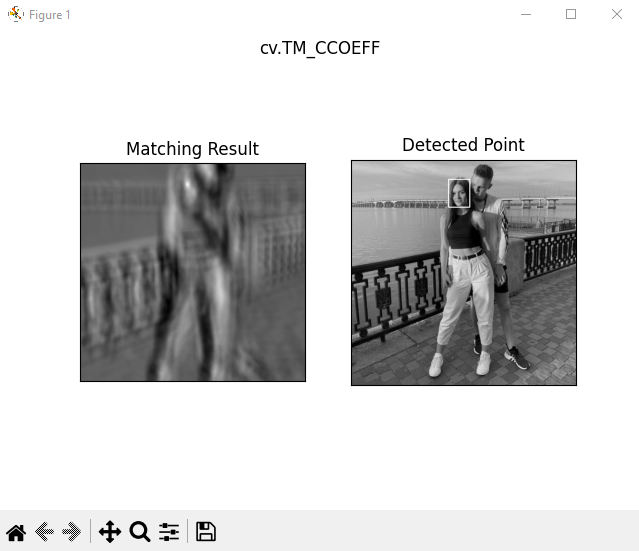 Figure 1
cv.TM_CCOEFF
Matching Result
Detected Point